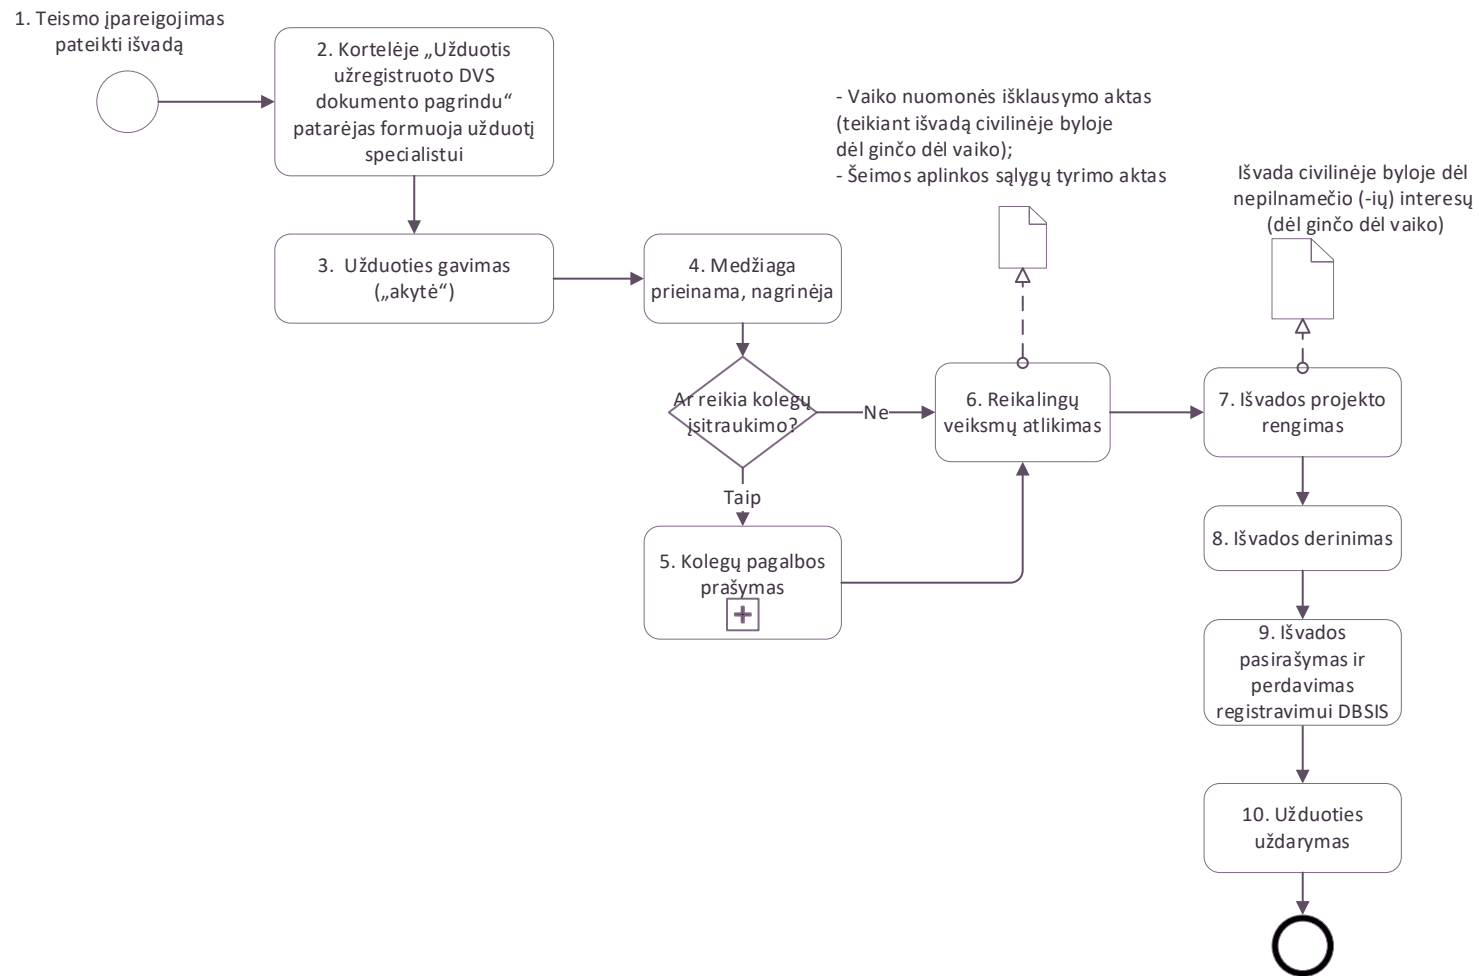 1. Teismo įpareigojimas
pateikti išvadą
2. Kortelėje „Užduotis
užregistruoto DVS
dokumento pagrindu“
patarėjas formuoja užduotį
specialistui
3. Užduoties gavimas
(„akytė“)
4. Medžiaga
prieinama, nagrinėja
Ar reikia kolegų
įsitraukimo?
Ne
Taip
5. Kolegų pagalbos
prašymas
- Vaiko nuomonės išklausymo aktas
(teikiant išvadą civilinėje byloje
dėl ginčo dėl vaiko);
- Šeimos aplinkos sąlygų tyrimo aktas
6. Reikalingų
veiksmų atlikimas
Išvada civilinėje byloje dėl
nepilnamečio (-ių) interesų
(dėl ginčo dėl vaiko)
7. Išvados projekto
rengimas
8. Išvados derinimas
9. Išvados
pasirašymas ir
perdavimas
registravimui DBSIS
10. Užduoties
uždarymas